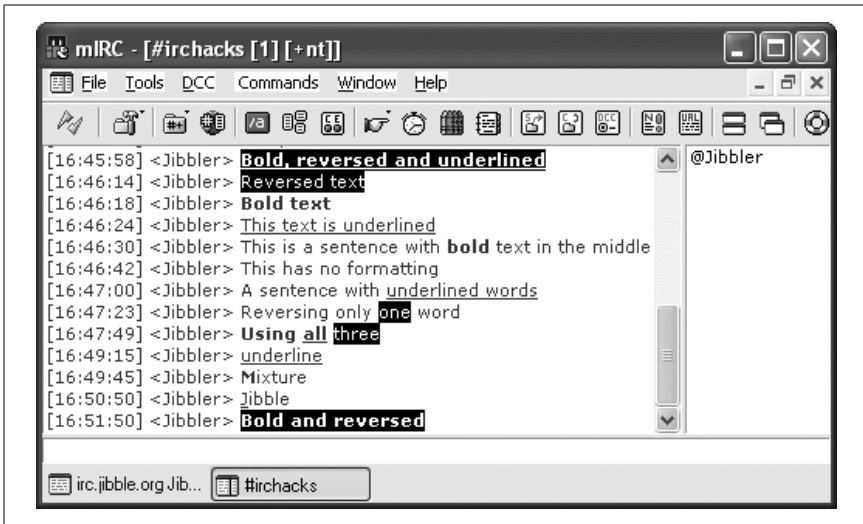 mIRC - [#irchacks [1] [+nt]]
File Tools DCC Commands Window Help
[16:45:58] <Jibbler> Bold, reversed and underlined
@Jibbler
[16:46:14] <Jibbler> Reversed text
[16:46:18] <Jibbler> Bold text
[16:46:24] <Jibbler> This text is underlined
[16:46:30] <Jibbler> This is a sentence with bold text in the middle
[16:46:42] <Jibbler> This has no formatting
[16:47:00] <Jibbler> A sentence with underlined words
[16:47:23] <Jibbler> Reversing only one word
[16:47:49] <Jibbler> Using all three
[16:49:15] <Jibbler> underline
[16:49:45] <Jibbler> Mixture
[16:50:50] <Jibbler> Jibble
[16:51:50] <Jibbler> Bold and reversed
irc.jibble.org Jib... #irchacks